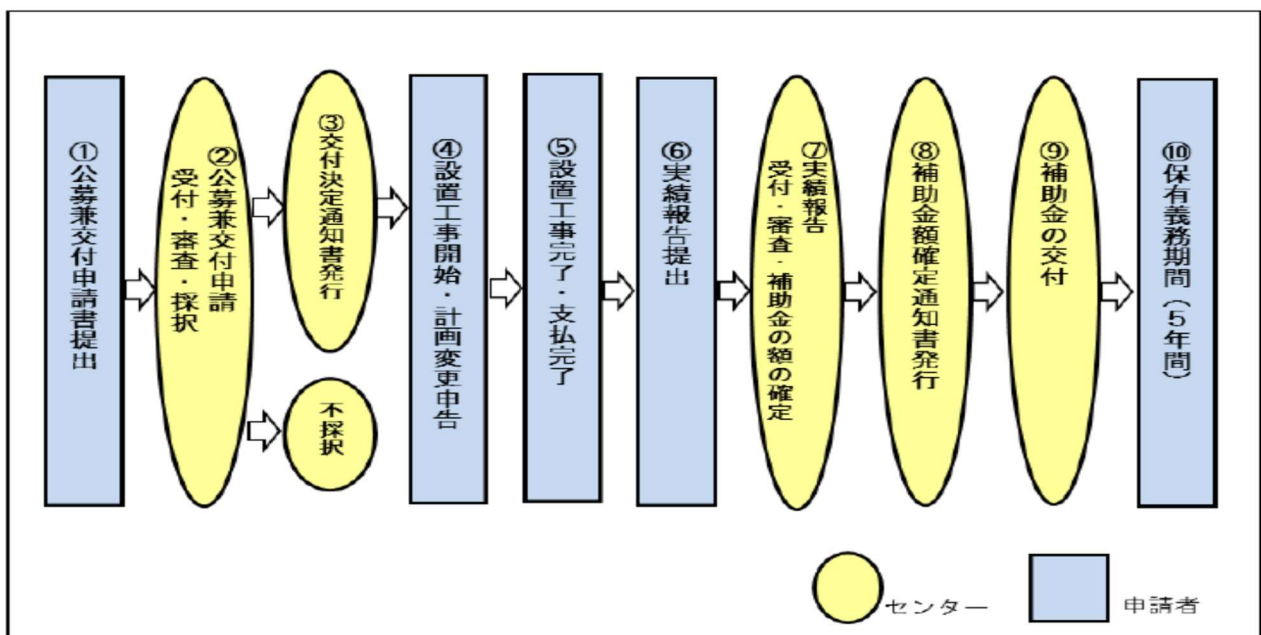 ①公募兼交付申請書提出
②公募兼交付申請
受付・審査・採択
③交付決定通知書発行
不採択
④設置工事開始・計画変更申告
⑤設置工事完了・支払完了
⑥実績報告提出
⑦実績報告
受付・審査・補助金の額の確定
⑧補助金額確定通知書発行
⑨補助金の交付
⑩保有義務期間（５年間）
センター
申請者